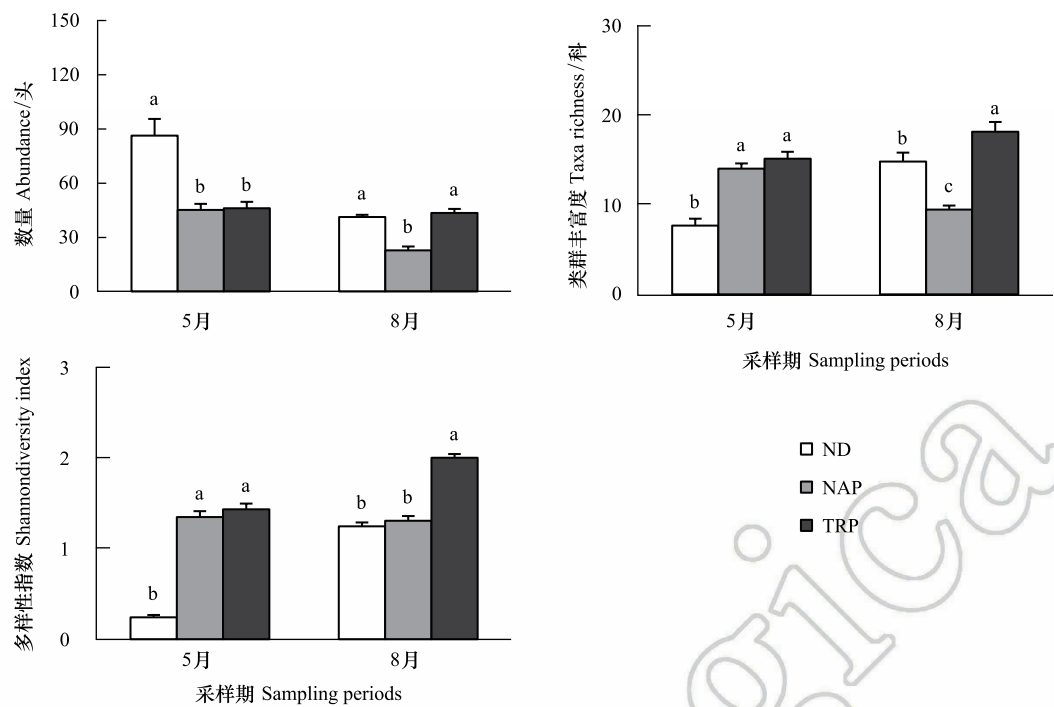 数量 Abundance/头
150
120
90
60
30
0
a
b
b
a
b
a
5月
8月
类群丰富度 Taxa richness/科
30
20
10
0
b
a
a
b
c
a
5月
8月
采样期 Sampling periods
多样性指数 Shannondiversity index
3
2
1
0
b
a
a
b
b
a
5月
8月
采样期 Sampling periods
ND
NAP
TRP
gica